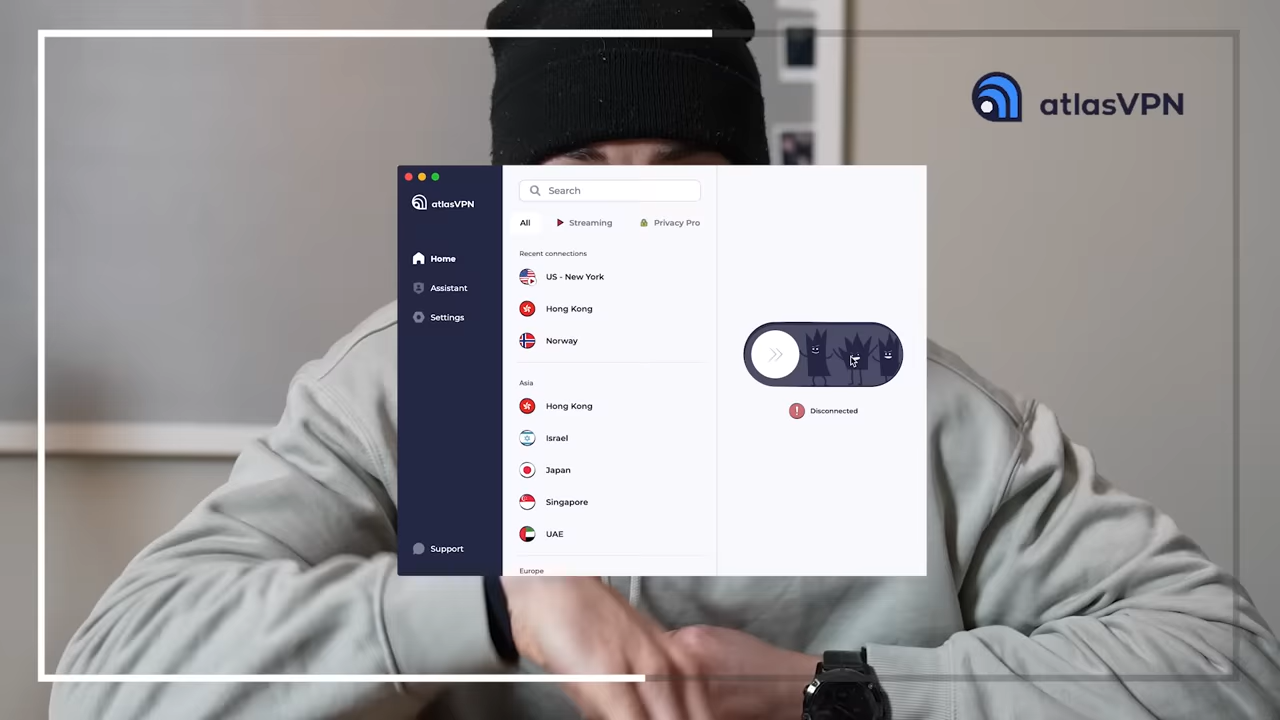 atlasVPN
atlasVPN
Home
Assistant
Settings
Support
Search
All
Streaming
Privacy Pro
Recent connections
US - New York
Hong Kong
Norway
Asia
Hong Kong
Israel
Japan
Singapore
UAE
Europe
Disconnected